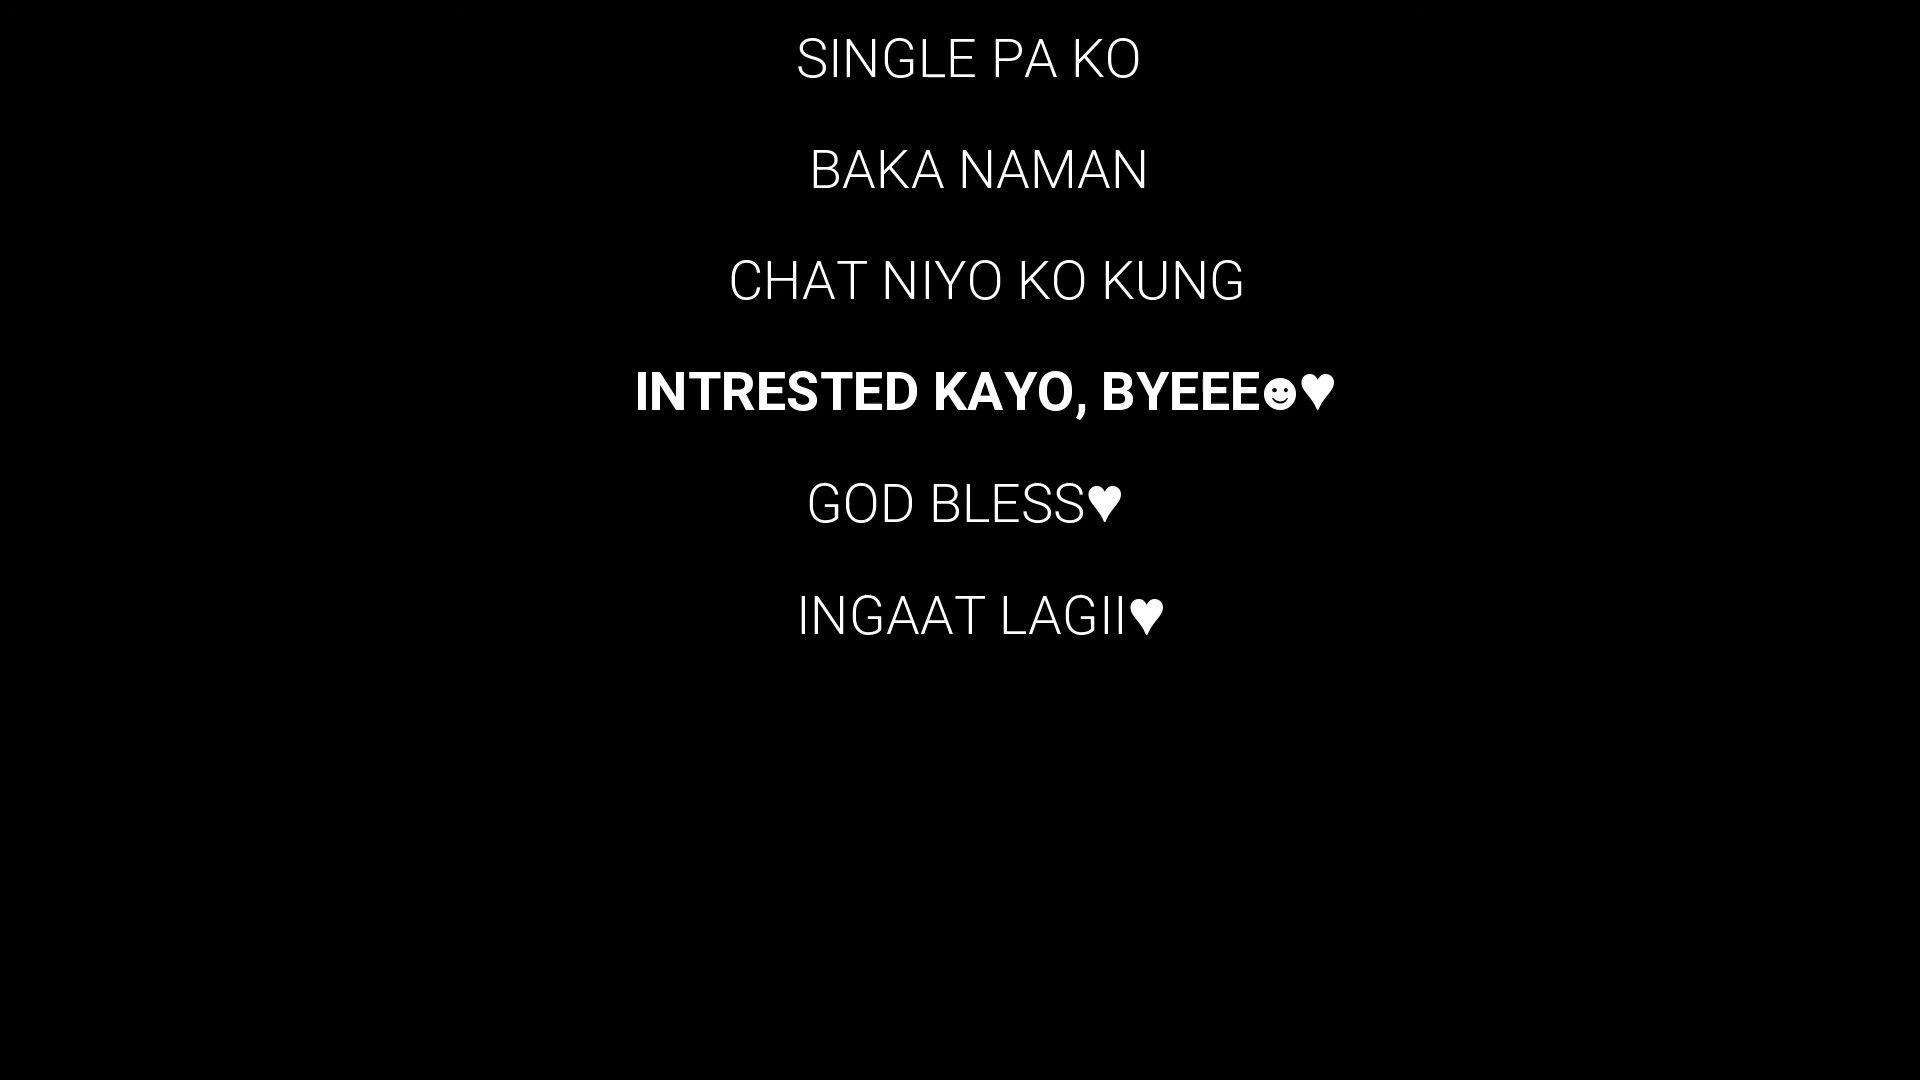 SINGLE PA KO
BAKA NAMAN
CHAT NIYO KO KUNG
INTRESTED KAYO, BYEEE☻♥
GOD BLESS♥
INGAAT LAGII♥